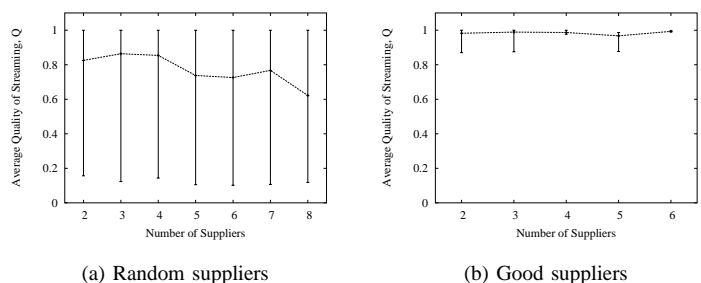 Average Quality of Streaming, Q
1
0.8
0.6
0.4
0.2
0
2 3 4 5 6 7 8
Number of Suppliers
(a) Random suppliers
Average Quality of Streaming, Q
1
0.8
0.6
0.4
0.2
0
2 3 4 5 6
Number of Suppliers
(b) Good suppliers